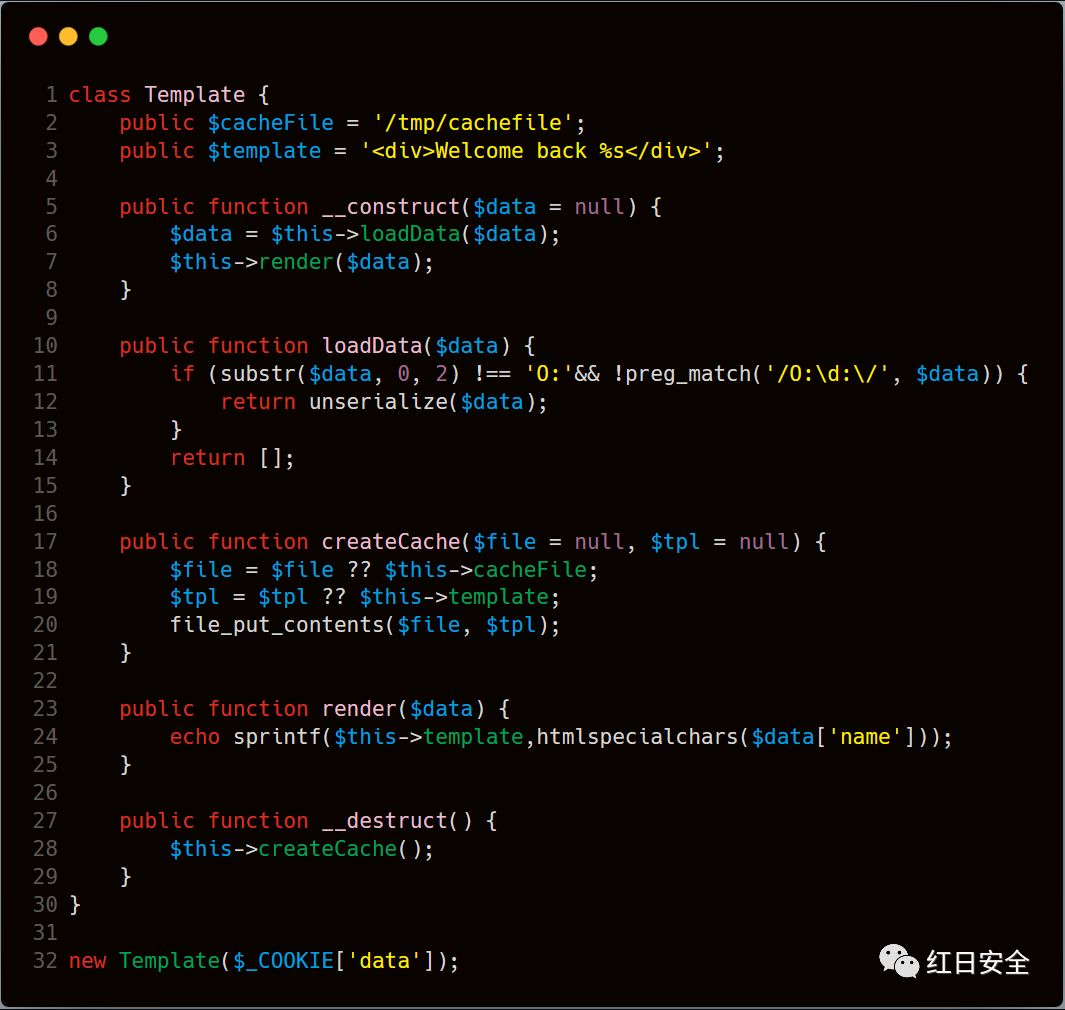 1 class Template {
2     public $cacheFile = '/tmp/cachefile';
3     public $template = '<div>Welcome back %s</div>';
4
5     public function __construct($data = null) {
6         $data = $this->loadData($data);
7         $this->render($data);
8     }
9
10     public function loadData($data) {
11         if (substr($data, 0, 2) !== 'O:'&& !preg_match('/O:\d:\/', $data)) {
12             return unserialize($data);
13         }
14         return [];
15     }
16
17     public function createCache($file = null, $tpl = null) {
18         $file = $file ?? $this->cacheFile;
19         $tpl = $tpl ?? $this->template;
20         file_put_contents($file, $tpl);
21     }
22
23     public function render($data) {
24         echo sprintf($this->template,htmlspecialchars($data['name']));
25     }
26
27     public function __destruct() {
28         $this->createCache();
29     }
30 }
31
32 new Template($_COOKIE['data']);
红日安全